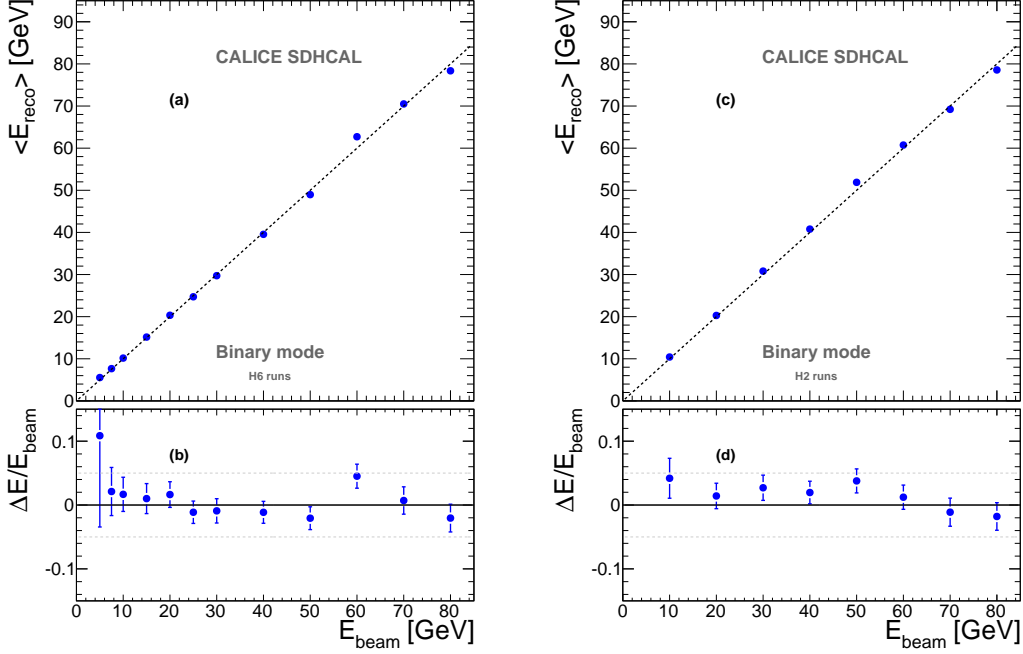 <E_reco> [GeV]
90
80
70
60
50
40
30
20
10
0
CALICE SDHCAL
(a)
Binary mode
H6 runs
ΔE/E_beam
0.1
0
-0.1
(b)
0 10 20 30 40 50 60 70 80
E_beam [GeV]
<E_reco> [GeV]
90
80
70
60
50
40
30
20
10
0
CALICE SDHCAL
(c)
Binary mode
H2 runs
ΔE/E_beam
0.1
0
-0.1
(d)
0 10 20 30 40 50 60 70 80
E_beam [GeV]